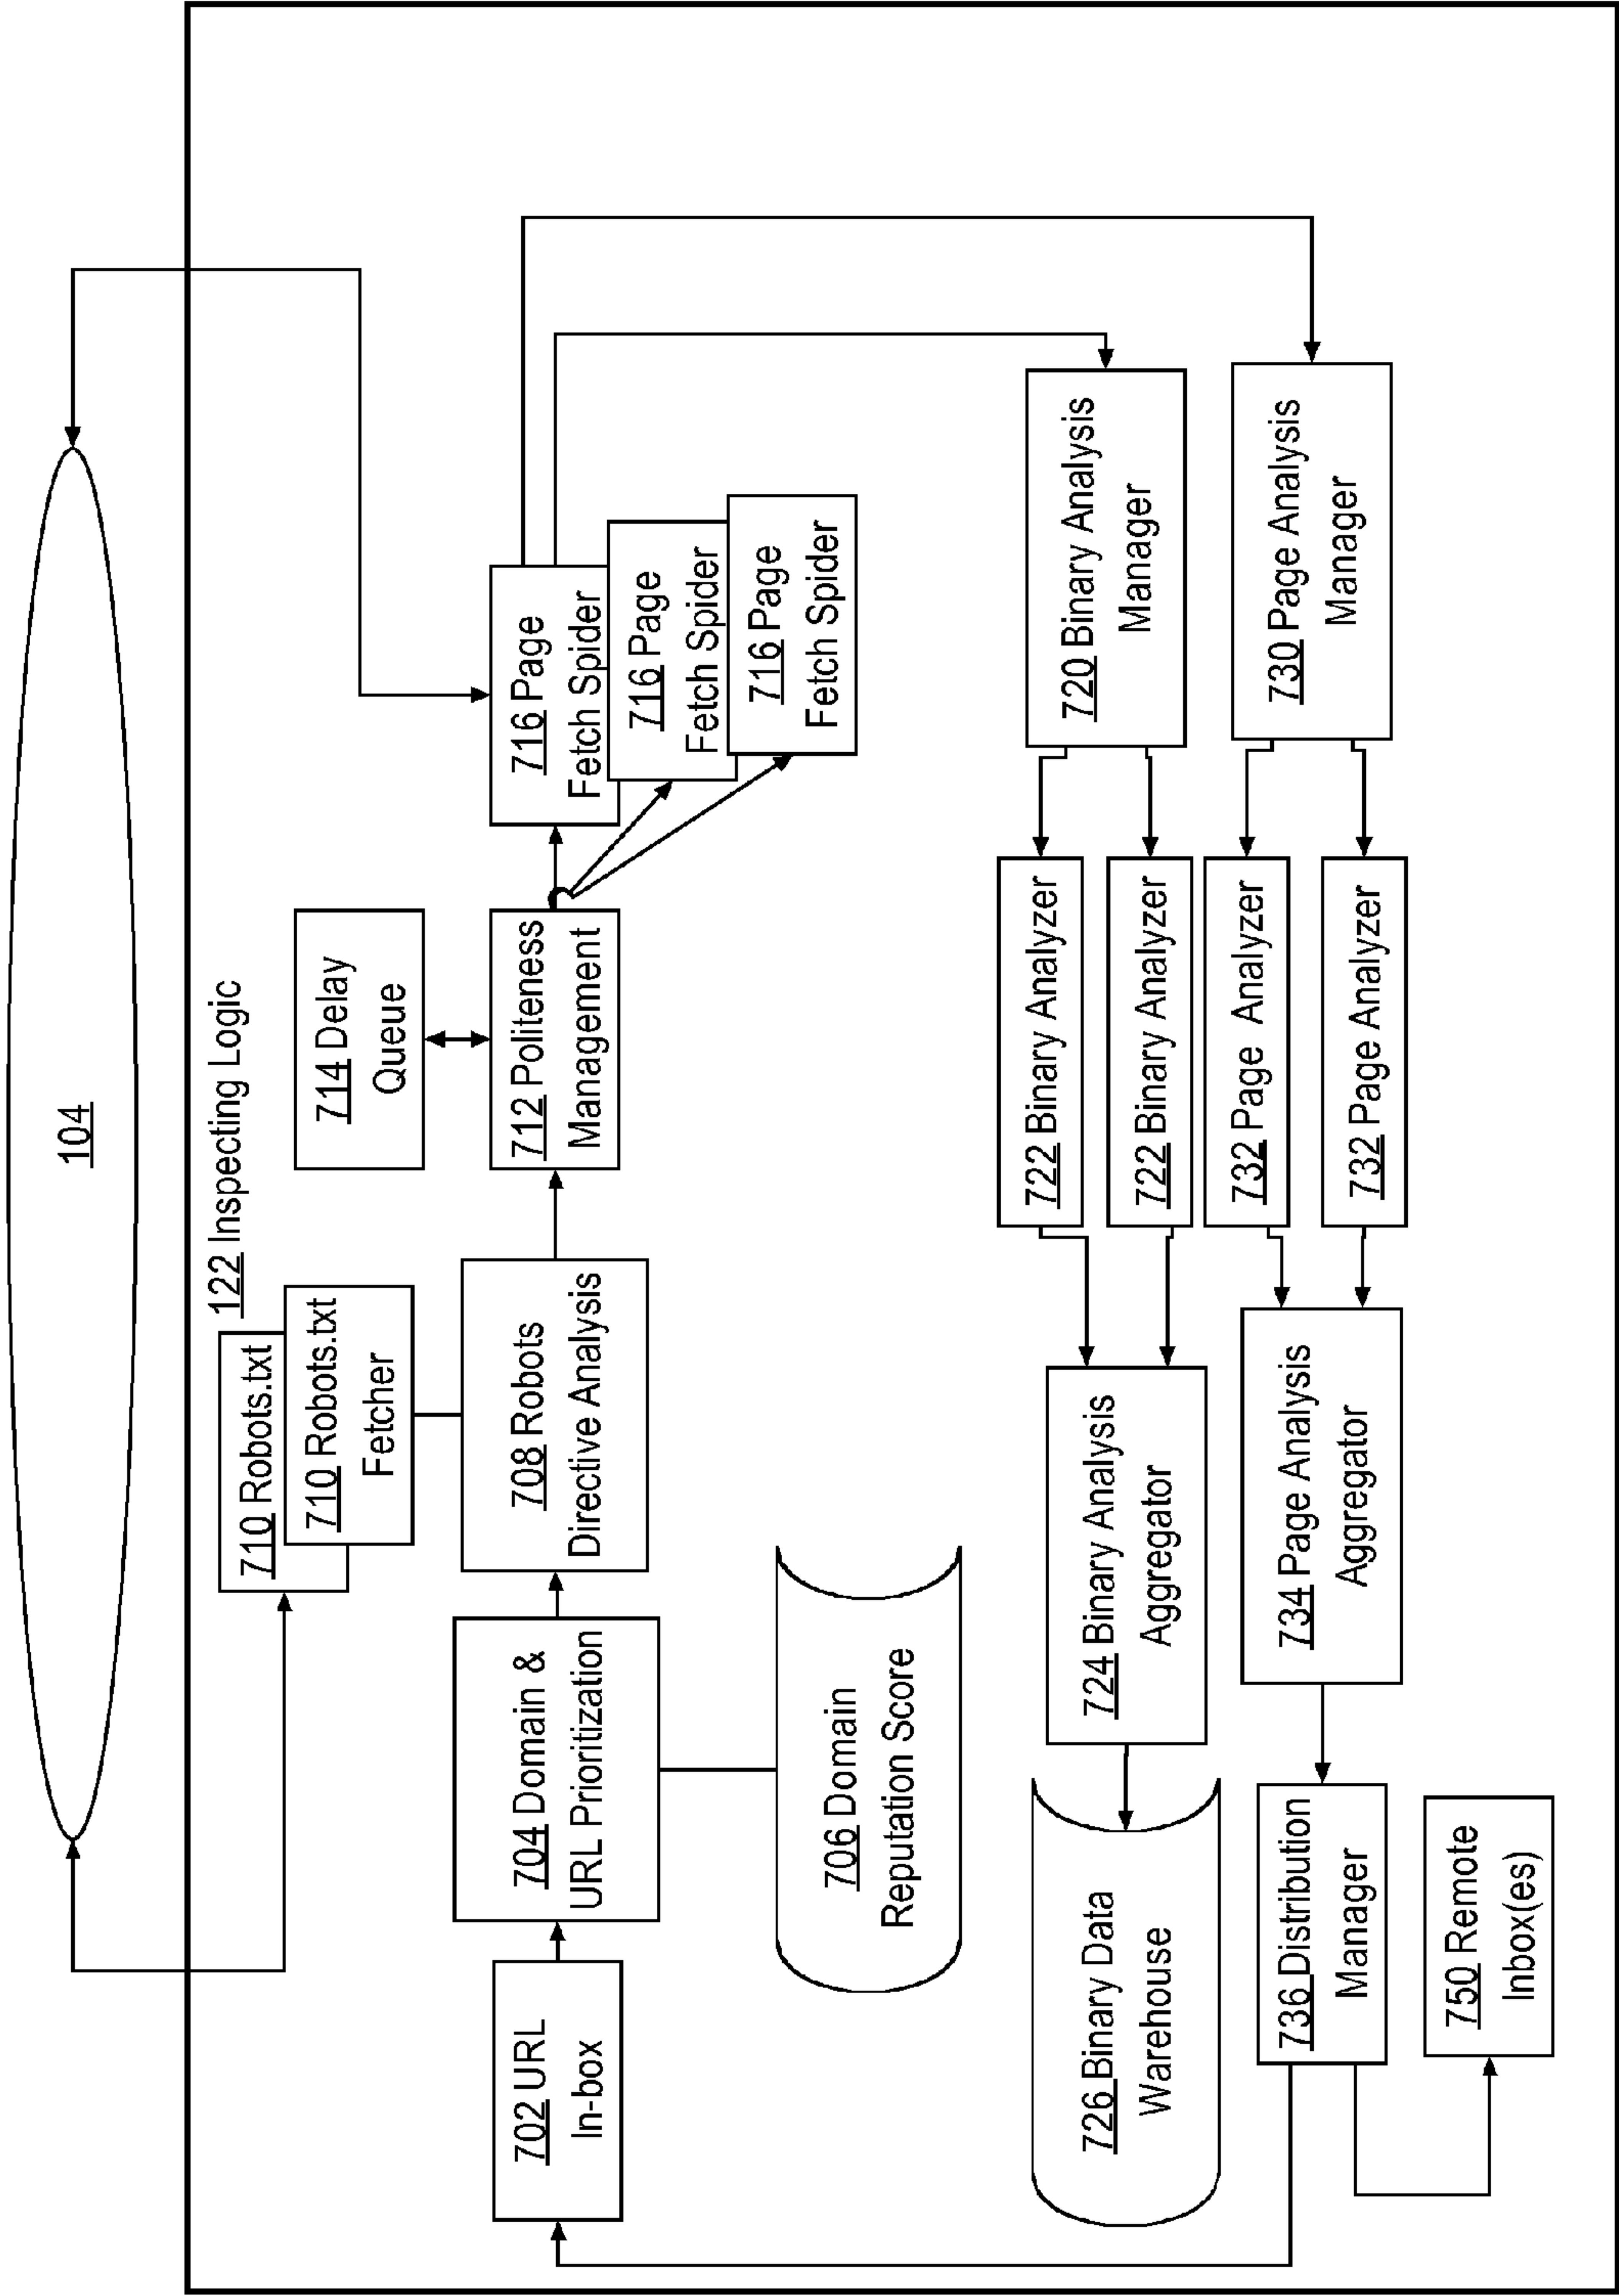 104
122 Inspecting Logic
710 Robots.txt
710 Robots.txt
Fetcher
714 Delay
Queue
702 URL
In-box
704 Domain &
URL Prioritization
708 Robots
Directive Analysis
712 Politeness
Management
716 Page
Fetch Spider
716 Page
Fetch Spider
716 Page
Fetch Spider
706 Domain
Reputation Score
726 Binary Data
Warehouse
724 Binary Analysis
Aggregator
722 Binary Analyzer
722 Binary Analyzer
720 Binary Analysis
Manager
736 Distribution
Manager
734 Page Analysis
Aggregator
732 Page Analyzer
732 Page Analyzer
730 Page Analysis
Manager
750 Remote
Inbox(es)